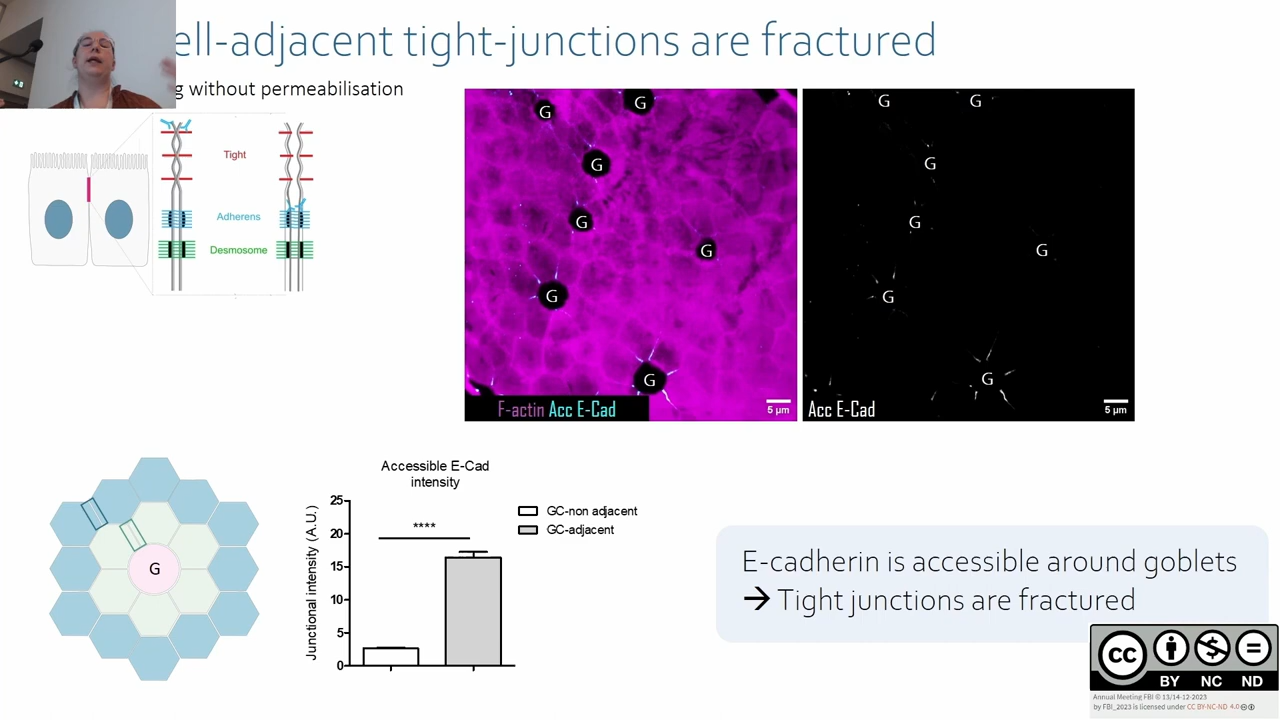 ell-adjacent tight-junctions are fractured
g without permeabilisation
Tight
Adherens
Desmosome
G
G
G
G
G
G
G
F-actin Acc E-Cad
5 µm
G
G
G
G
G
G
G
Acc E-Cad
5 µm
G
Accessible E-Cad
intensity
Junctional intensity (A.U.)
25
20
15
10
5
0
****
GC-non adjacent
GC-adjacent
E-cadherin is accessible around goblets
→ Tight junctions are fractured
cc
BY NC ND
Annual Meeting FBI © 13/14-12-2023
by FBI_2023 is licensed under CC BY-NC-ND 4.0